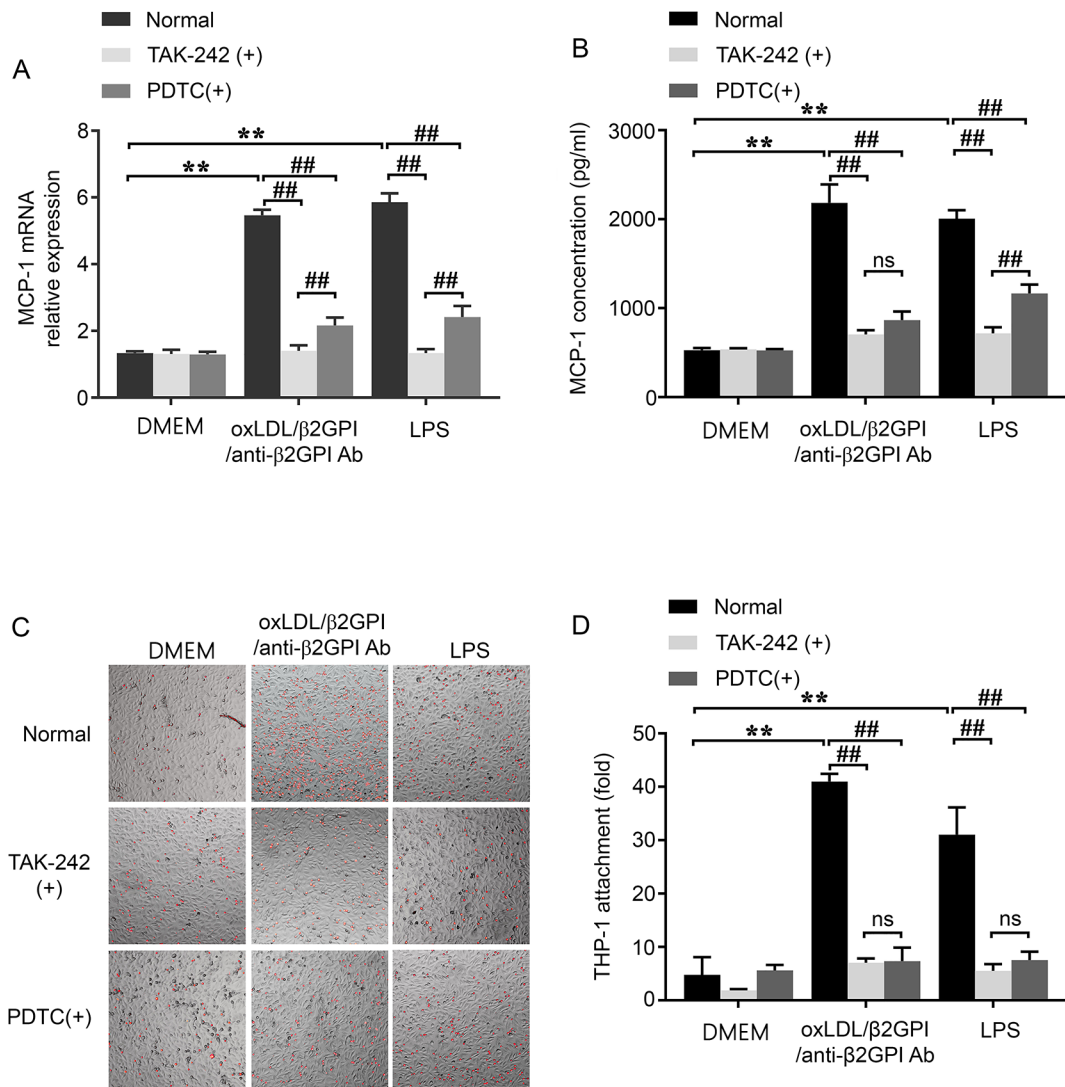 A
Normal
TAK-242 (+)
PDTC(+)
MCP-1 mRNA
relative expression
8
6
4
2
0
**
**
##
##
##
##
##
##
DMEM
oxLDL/β2GPI
/anti-β2GPI Ab
LPS
B
Normal
TAK-242 (+)
PDTC(+)
MCP-1 concentration (pg/ml)
3000
2000
1000
0
**
**
##
##
##
##
ns
##
DMEM
oxLDL/β2GPI
/anti-β2GPI Ab
LPS
C
DMEM
oxLDL/β2GPI
/anti-β2GPI Ab
LPS
Normal
TAK-242
(+)
PDTC(+)
D
Normal
TAK-242 (+)
PDTC(+)
THP-1 attachment (fold)
50
40
30
20
10
0
**
**
##
##
##
##
ns
ns
DMEM
oxLDL/β2GPI
/anti-β2GPI Ab
LPS